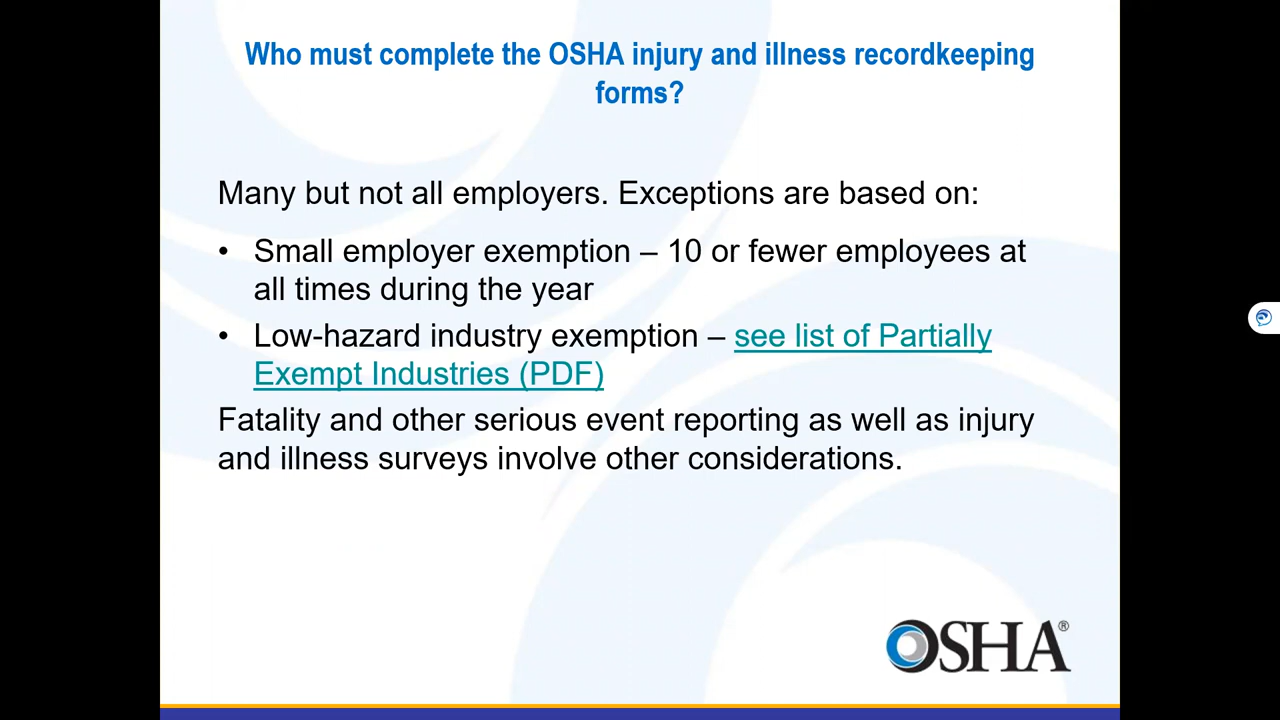 Who must complete the OSHA injury and illness recordkeeping
forms?
Many but not all employers. Exceptions are based on:
• Small employer exemption – 10 or fewer employees at
all times during the year
• Low-hazard industry exemption – see list of Partially
Exempt Industries (PDF)
Fatality and other serious event reporting as well as injury
and illness surveys involve other considerations.
OSHA®